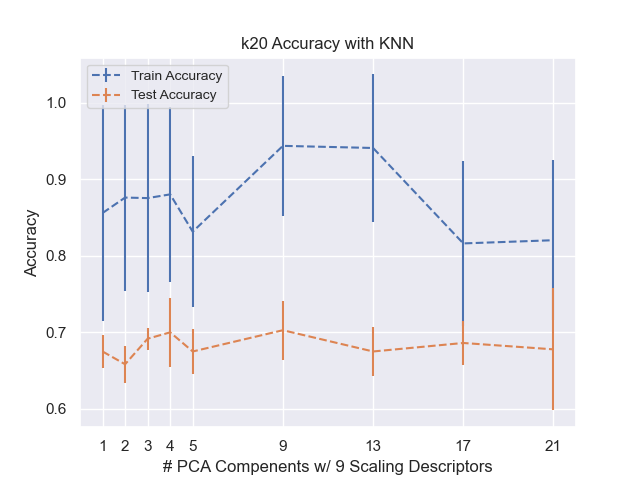 k20 Accuracy with KNN
Train Accuracy
Test Accuracy
1.0
0.9
0.8
0.7
0.6
Accuracy
1 2 3 4 5 9 13 17 21
# PCA Compenents w/ 9 Scaling Descriptors